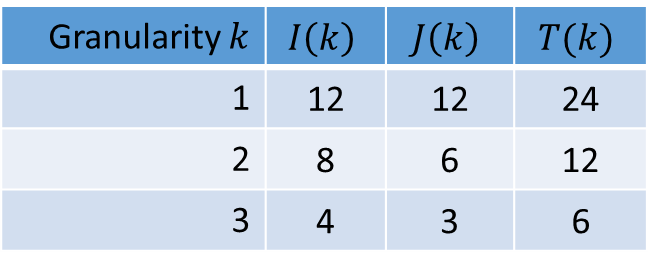 Granularity k I(k) J(k) T(k)
1 12 12 24
2 8 6 12
3 4 3 6